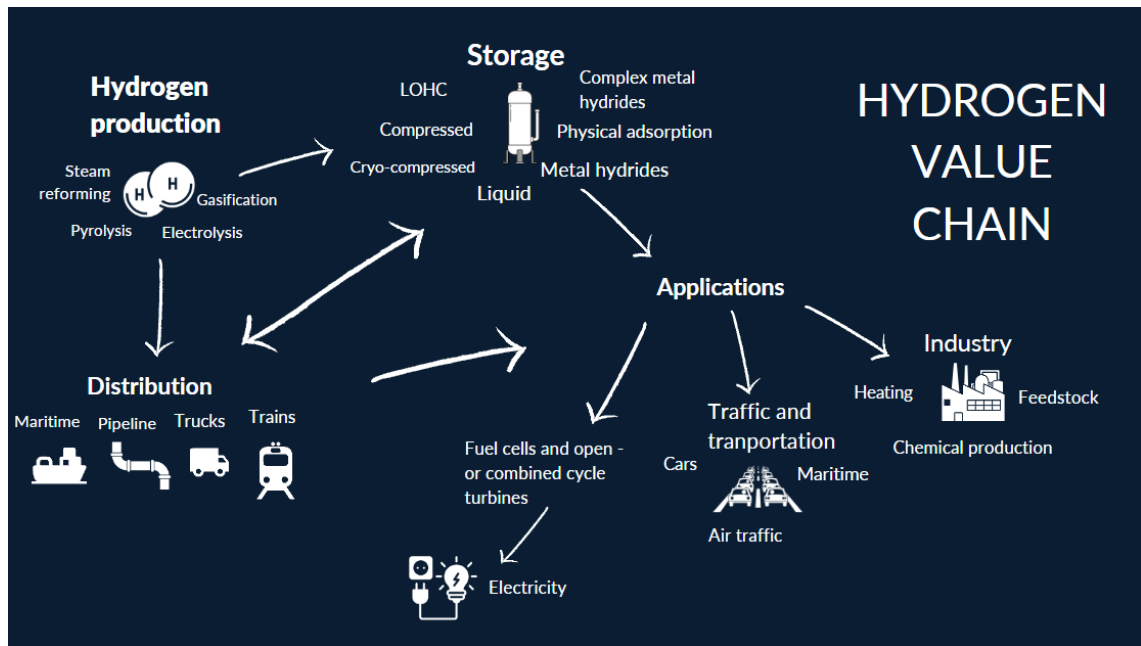 HYDROGEN
VALUE
CHAIN
Hydrogen
production
Steam
reforming
H
H
Gasification
Pyrolysis
Electrolysis
Storage
LOHC
Complex metal
hydrides
Compressed
Physical adsorption
Cryo-compressed
Metal hydrides
Liquid
Distribution
Maritime
Pipeline
Trucks
Trains
Applications
Fuel cells and open -
or combined cycle
turbines
Electricity
Traffic and
tranportation
Cars
Maritime
Air traffic
Industry
Heating
Feedstock
Chemical production